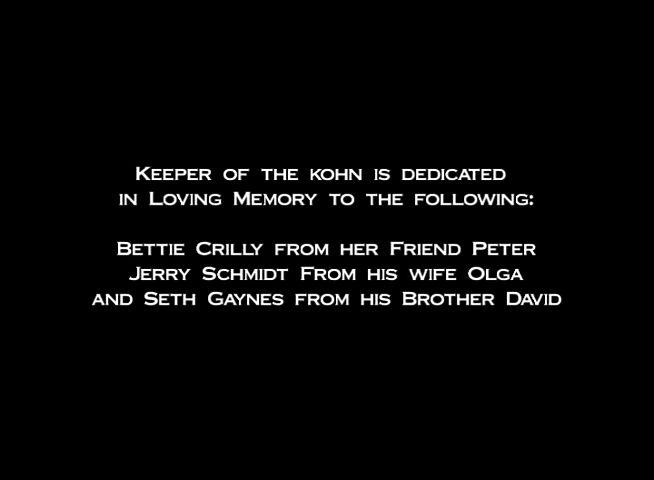 Keeper of the kohn is dedicated
in Loving Memory to the following:
Bettie Crilly from her Friend Peter
Jerry Schmidt From his wife Olga
and Seth Gaynes from his Brother David